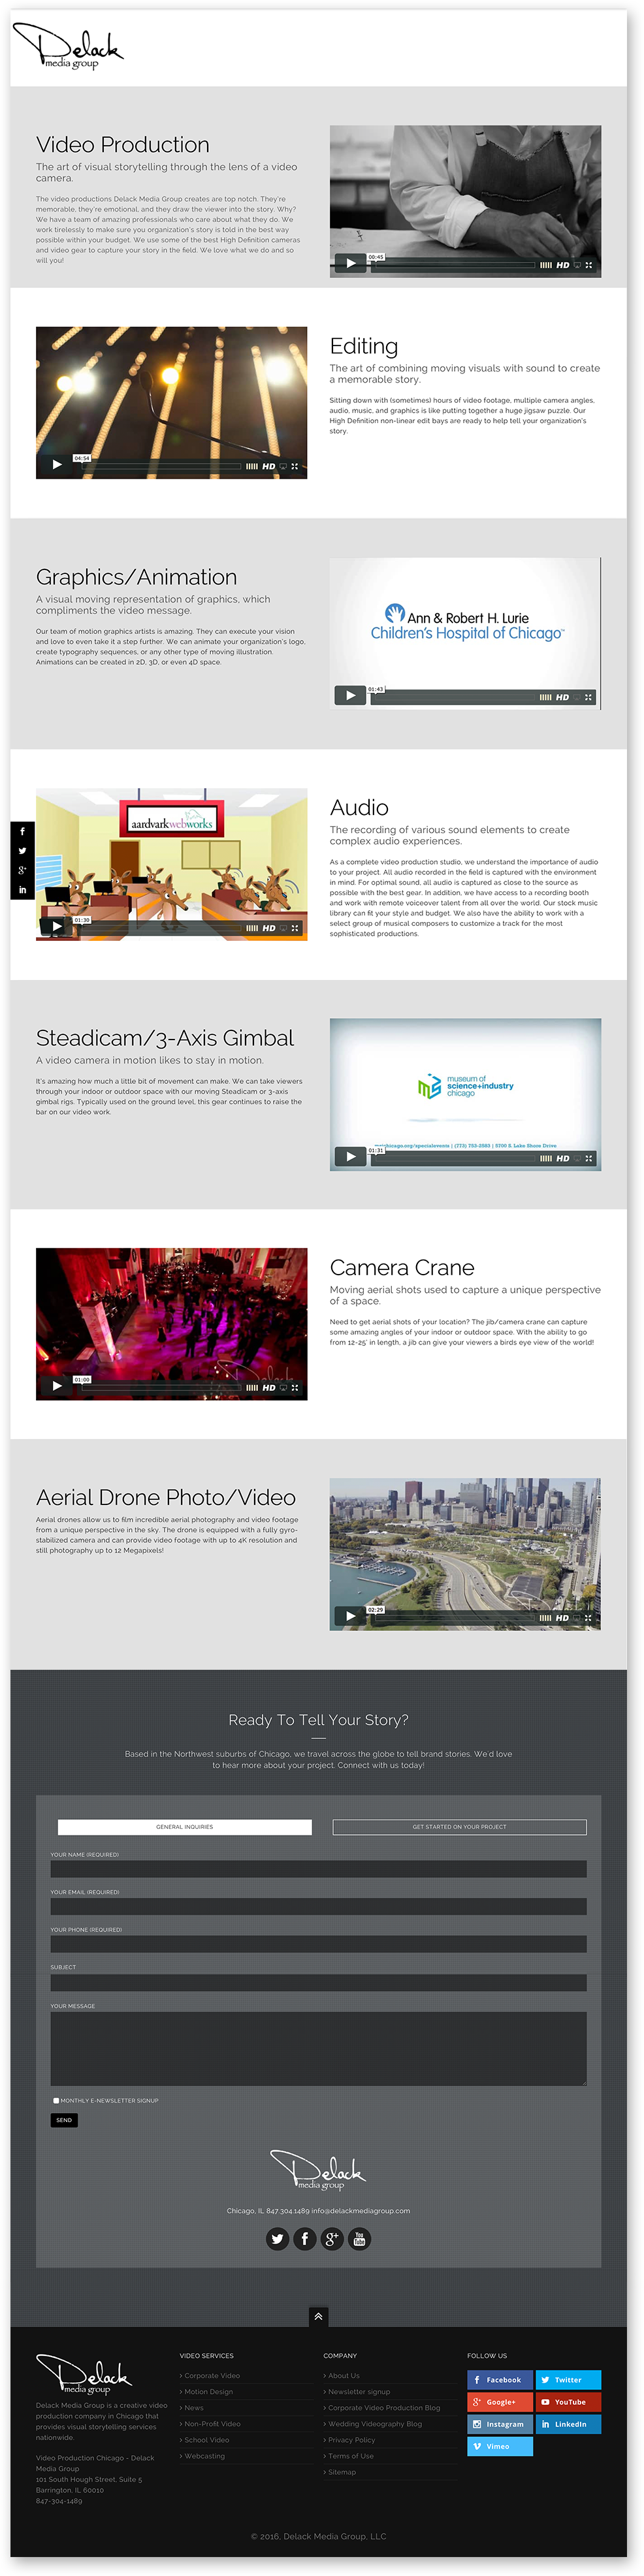 Delack
media group
Video Production
The art of visual storytelling through the lens of a video
camera.
The video productions Delack Media Group creates are top notch. They're
memorable, they're emotional, and they draw the viewer into the story. Why?
We have a team of amazing professionals who care about what they do. We
work tirelessly to make sure you organization's story is told in the best way
possible within your budget. We use some of the best High Definition cameras
and video gear to capture your story in the field. We love what we do and so
will you!
00:45
HD
Editing
The art of combining moving visuals with sound to create
a memorable story.
Sitting down with (sometimes) hours of video footage, multiple camera angles,
audio, music, and graphics is like putting together a huge jigsaw puzzle. Our
High Definition non-linear edit bays are ready to help tell your organization's
story.
04:54
HD
Graphics/Animation
A visual moving representation of graphics, which
compliments the video message.
Our team of motion graphics artists is amazing. They can execute your vision
and love to even take it a step further. We can animate your organization's logo,
create typography sequences, or any other type of moving illustration.
Animations can be created in 2D, 3D, or even 4D space.
Ann & Robert H. Lurie
Children's Hospital of Chicago™
01:43
HD
aardvarkwebworks
01:30
HD
Audio
The recording of various sound elements to create
complex audio experiences.
As a complete video production studio, we understand the importance of audio
to your project. All audio recorded in the field is captured with the environment
in mind. For optimal sound, all audio is captured as close to the source as
possible with the best gear. In addition, we have access to a recording booth
and work with remote voiceover talent from all over the world. Our stock music
library can fit your style and budget. We also have the ability to work with a
select group of musical composers to customize a track for the most
sophisticated productions.
Steadicam/3-Axis Gimbal
A video camera in motion likes to stay in motion.
It's amazing how much a little bit of movement can make. We can take viewers
through your indoor or outdoor space with our moving Steadicam or 3-axis
gimbal rigs. Typically used on the ground level, this gear continues to raise the
bar on our video work.
museum of
science+industry
chicago
chicago.org/specialevents | (773) 753-2583 | 5700 S. Lake Shore Drive
01:31
HD
Camera Crane
Moving aerial shots used to capture a unique perspective
of a space.
Need to get aerial shots of your location? The jib/camera crane can capture
some amazing angles of your indoor or outdoor space. With the ability to go
from 12-25' in length, a jib can give your viewers a birds eye view of the world!
Delack
01:00
HD
Aerial Drone Photo/Video
Aerial drones allow us to film incredible aerial photography and video footage
from a unique perspective in the sky. The drone is equipped with a fully gyro-
stabilized camera and can provide video footage with up to 4K resolution and
still photography up to 12 Megapixels!
02:29
HD
Ready To Tell Your Story?
Based in the Northwest suburbs of Chicago, we travel across the globe to tell brand stories. We'd love
to hear more about your project. Connect with us today!
GENERAL INQUIRIES
GET STARTED ON YOUR PROJECT
YOUR NAME (REQUIRED)
YOUR EMAIL (REQUIRED)
YOUR PHONE (REQUIRED)
SUBJECT
YOUR MESSAGE
MONTHLY E-NEWSLETTER SIGNUP
SEND
Delack
media group
Chicago, IL 847.304.1489 info@delackmediagroup.com
You
Tube
Delack
media group
Delack Media Group is a creative video
production company in Chicago that
provides visual storytelling services
nationwide.
Video Production Chicago - Delack
Media Group
101 South Hough Street, Suite 5
Barrington, IL 60010
847-304-1489
VIDEO SERVICES
Corporate Video
Motion Design
News
Non-Profit Video
School Video
Webcasting
COMPANY
About Us
Newsletter signup
Corporate Video Production Blog
Wedding Videography Blog
Privacy Policy
Terms of Use
Sitemap
FOLLOW US
Facebook
Twitter
Google+
YouTube
Instagram
LinkedIn
Vimeo
© 2016, Delack Media Group, LLC